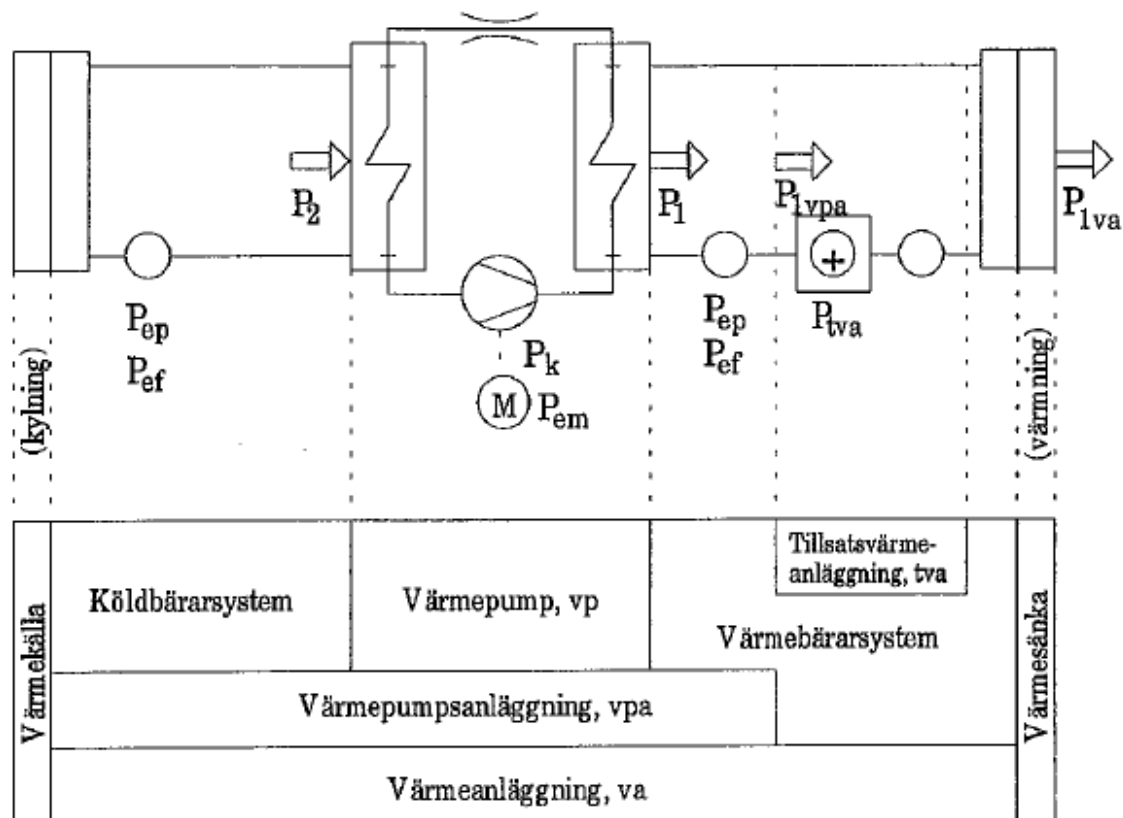 P2
P1
P1vpa
P1va
Pep
Pef
Pk
M
Pem
Pep
Pef
+
Ptva
(kylning)
(värmning)
Värmekälla
Köldbärarsystem
Värmepump, vp
Tillsatsvärme-
anläggning, tva
Värmebärarsystem
Värmepumpsanläggning, vpa
Värmeanläggning, va
Värmesänka